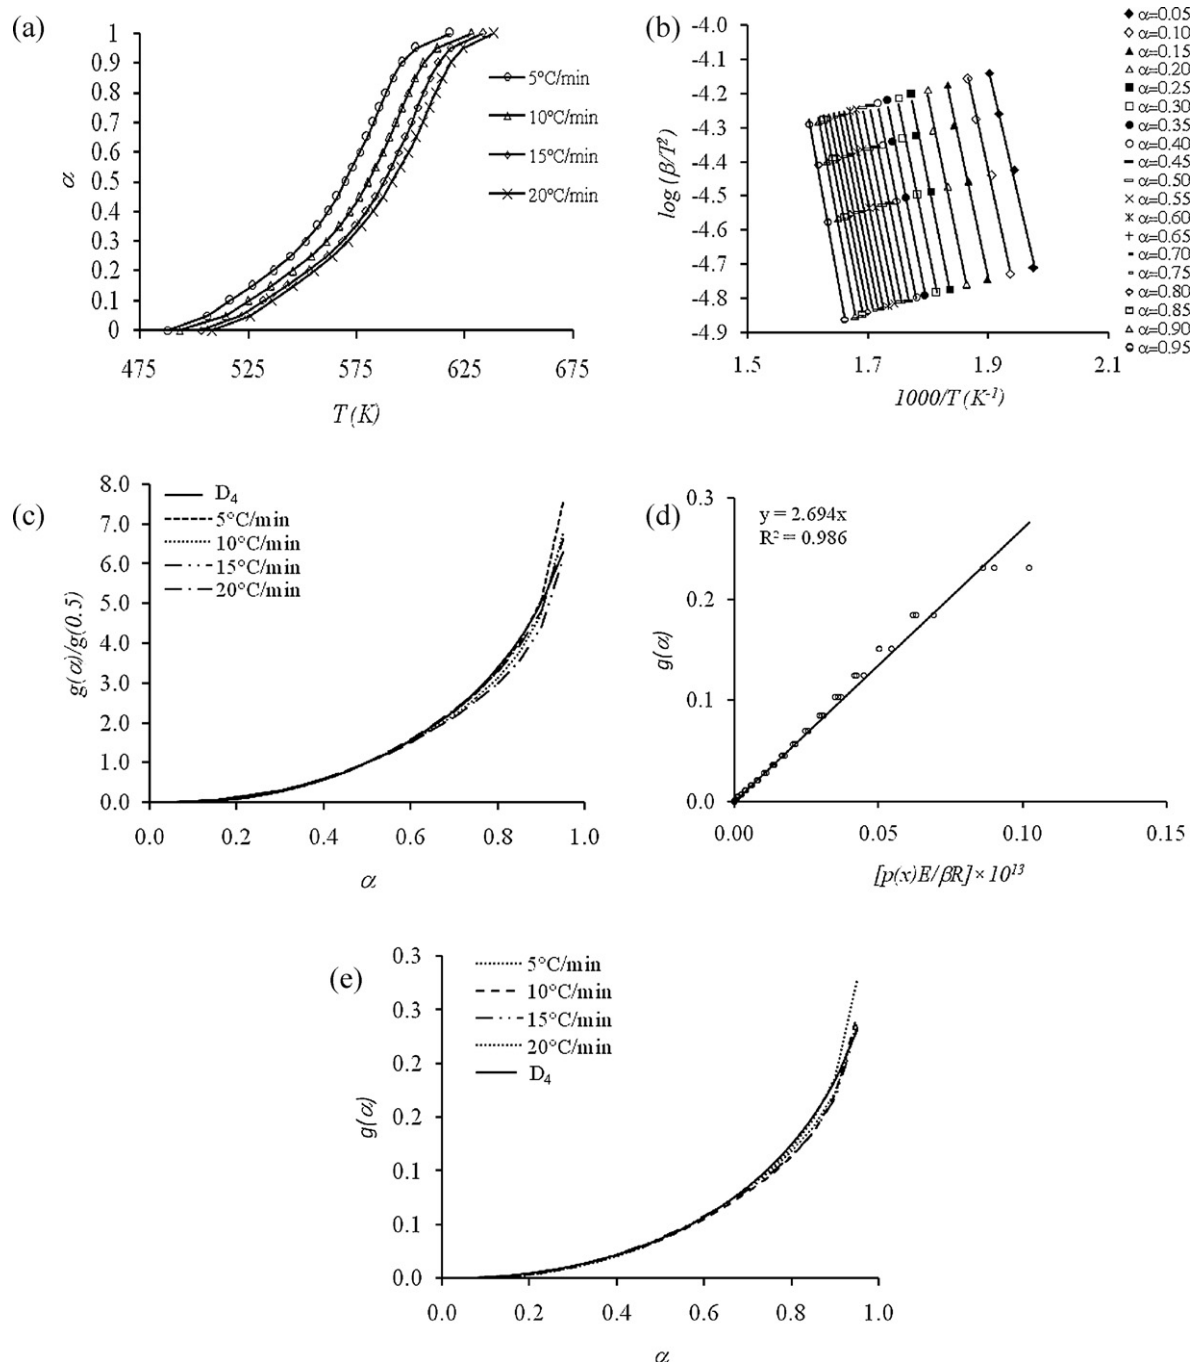 (a)
1
0.9
0.8
0.7
0.6
0.5
0.4
0.3
0.2
0.1
0
α
475
525
575
625
675
T (K)
5°C/min
10°C/min
15°C/min
20°C/min
(b)
-4.0
-4.2
-4.3
-4.4
-4.5
-4.6
-4.7
-4.8
-4.9
log (β/T²)
1.5
1.7
1.9
2.1
1000/T (K⁻¹)
α=0.05
α=0.10
α=0.15
α=0.20
α=0.25
α=0.30
α=0.35
α=0.40
α=0.45
α=0.50
α=0.55
α=0.60
α=0.65
α=0.70
α=0.75
α=0.80
α=0.85
α=0.90
α=0.95
(c)
8.0
7.0
6.0
5.0
4.0
3.0
2.0
1.0
0.0
g(α)/g(0.5)
D₄
5°C/min
10°C/min
15°C/min
20°C/min
0.0
0.2
0.4
0.6
0.8
1.0
α
(d)
0.3
0.2
0.1
0.0
g(α)
y = 2.694x
R² = 0.986
0.00
0.05
0.10
0.15
[p(x)E/βR]×10¹³
(e)
0.3
0.3
0.2
0.2
0.1
0.1
0.0
g(α)
5°C/min
10°C/min
15°C/min
20°C/min
D₄
0.0
0.2
0.4
0.6
0.8
1.0
α